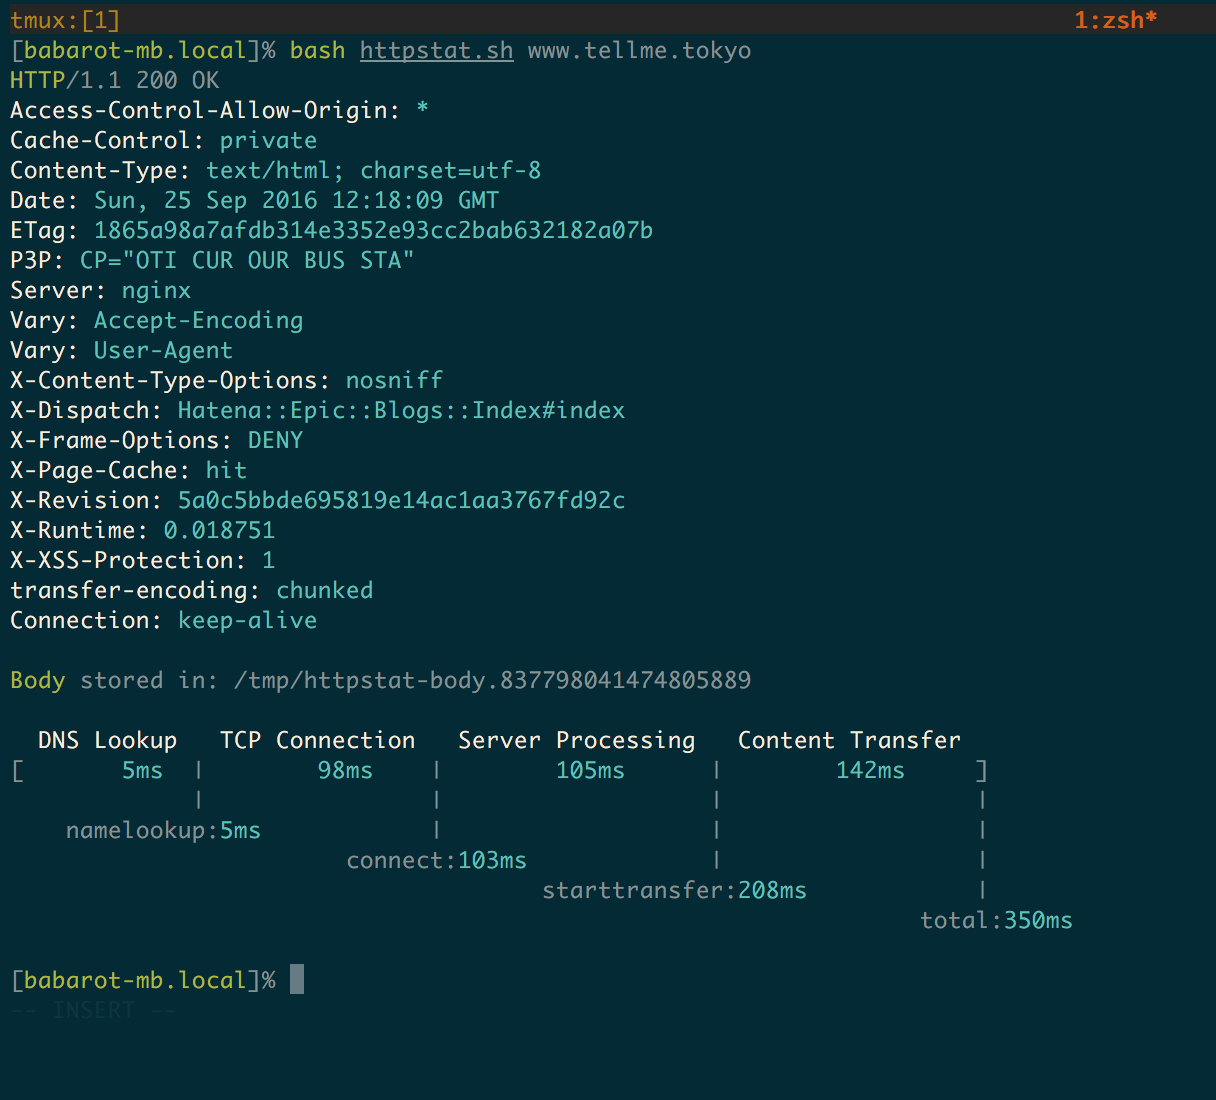 tmux:[1] 1:zsh*
[babarot-mb.local]% bash httpstat.sh www.tellme.tokyo
HTTP/1.1 200 OK
Access-Control-Allow-Origin: *
Cache-Control: private
Content-Type: text/html; charset=utf-8
Date: Sun, 25 Sep 2016 12:18:09 GMT
ETag: 1865a98a7afdb314e3352e93cc2bab632182a07b
P3P: CP="OTI CUR OUR BUS STA"
Server: nginx
Vary: Accept-Encoding
Vary: User-Agent
X-Content-Type-Options: nosniff
X-Dispatch: Hatena::Epic::Blogs::Index#index
X-Frame-Options: DENY
X-Page-Cache: hit
X-Revision: 5a0c5bbde695819e14ac1aa3767fd92c
X-Runtime: 0.018751
X-XSS-Protection: 1
transfer-encoding: chunked
Connection: keep-alive
Body stored in: /tmp/httpstat-body.837798041474805889
DNS Lookup TCP Connection Server Processing Content Transfer
[ 5ms | 98ms | 105ms | 142ms ]
| | | |
namelookup:5ms | | |
connect:103ms | |
starttransfer:208ms |
total:350ms
[babarot-mb.local]%
-- INSERT --